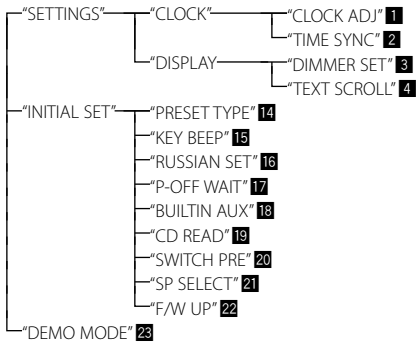 “SETTINGS” “CLOCK” “CLOCK ADJ” 1
“TIME SYNC” 2
“DISPLAY “DIMMER SET” 3
“TEXT SCROLL” 4
“INITIAL SET” “PRESET TYPE” 14
“KEY BEEP” 15
“RUSSIAN SET” 16
“P-OFF WAIT” 17
“BUILTIN AUX” 18
“CD READ” 19
“SWITCH PRE” 20
“SP SELECT” 21
“F/W UP” 22
“DEMO MODE” 23